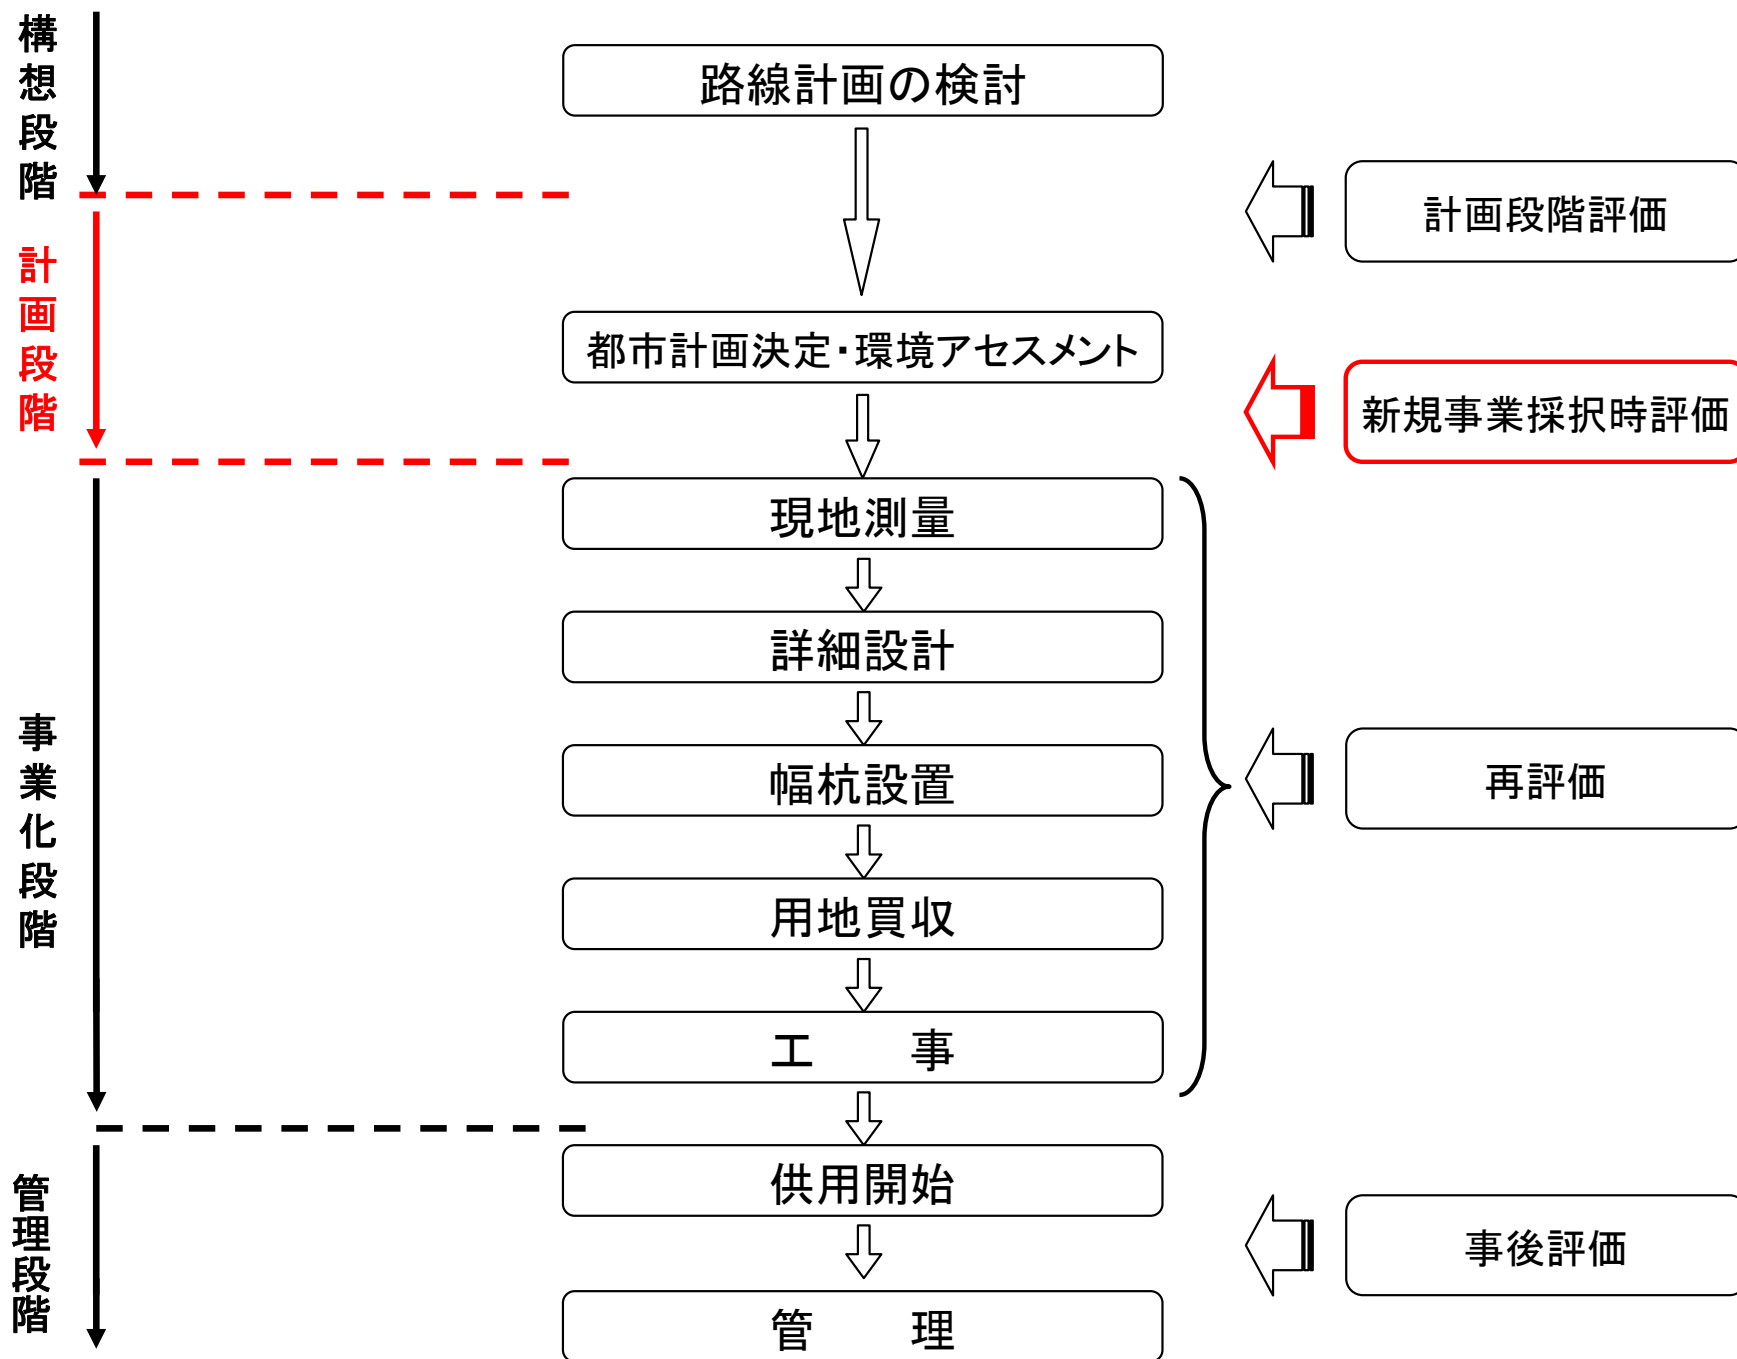 構想段階
路線計画の検討
計画段階評価
計画段階
都市計画決定・環境アセスメント
新規事業採択時評価
事業化段階
現地測量
詳細設計
幅杭設置
用地買収
工　　事
再評価
管理段階
供用開始
管　　理
事後評価